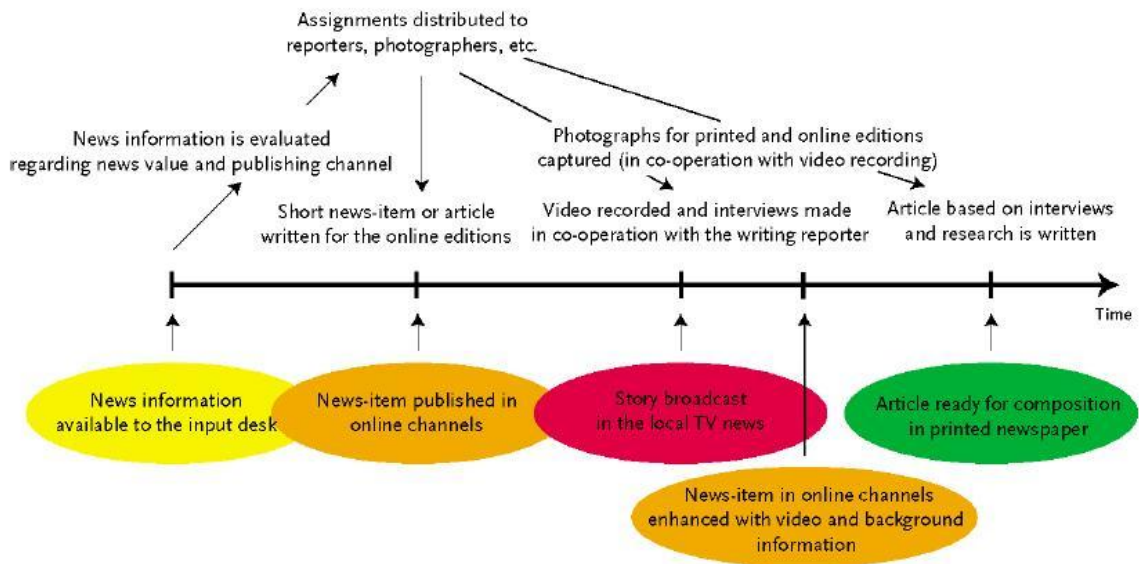 Assignments distributed to
reporters, photographers, etc.
News information is evaluated
regarding news value and publishing channel
Photographs for printed and online editions
captured (in co-operation with video recording)
Short news-item or article
written for the online editions
Video recorded and interviews made
in co-operation with the writing reporter
Article based on interviews
and research is written
Time
News information
available to the input desk
News-item published in
online channels
Story broadcast
in the local TV news
Article ready for composition
in printed newspaper
News-item in online channels
enhanced with video and background
information